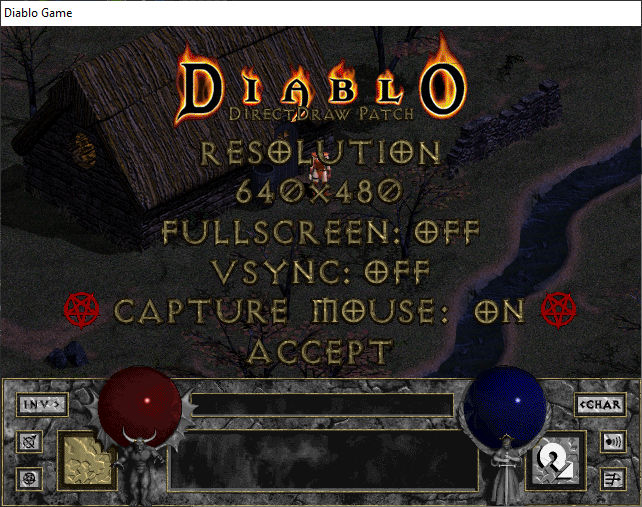 Diablo Game
DIABLO
DIRECTDRAW PATCH
RESOLUTION
640x480
FULLSCREEN: OFF
VSYNC: OFF
CAPTURE MOUSE: ON
ACCEPT
INV >
<CHAR